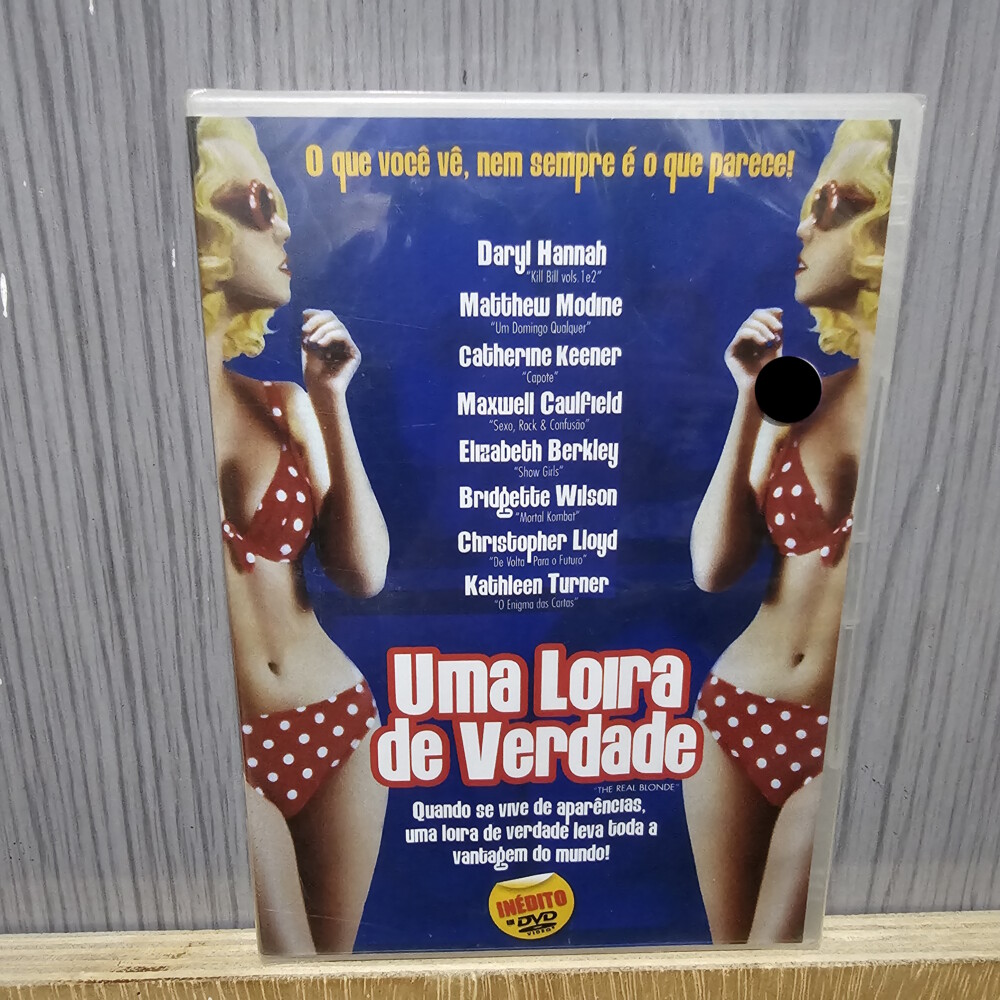 O que você vê, nem sempre é o que parece!
Daryl Hannah
"Kill Bill vols. 1e2"
Matthew Modine
"Um Domingo Qualquer"
Catherine Keener
"Capote"
Maxwell Caulfield
"Sexo, Rock & Confusão"
Elizabeth Berkley
"Show Girls"
Bridgette Wilson
"Mortal Kombat"
Christopher Lloyd
"De Volta Para o Futuro"
Kathleen Turner
"O Enigma das Cartas"
Uma Loira
de Verdade
"THE REAL BLONDE"
Quando se vive de aparências,
uma loira de verdade leva toda a
vantagem do mundo!
INÉDITO
EM DVD
VIDEO